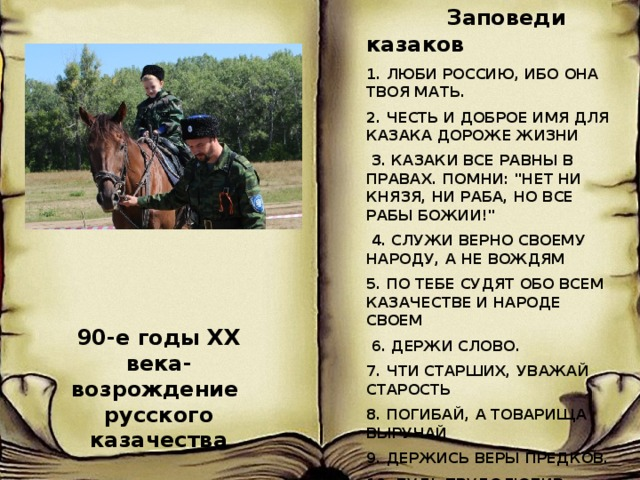 Заповеди
казаков
1. ЛЮБИ РОССИЮ, ИБО ОНА
ТВОЯ МАТЬ.
2. ЧЕСТЬ И ДОБРОЕ ИМЯ ДЛЯ
КАЗАКА ДОРОЖЕ ЖИЗНИ
3. КАЗАКИ ВСЕ РАВНЫ В
ПРАВАХ. ПОМНИ: "НЕТ НИ
КНЯЗЯ, НИ РАБА, НО ВСЕ
РАБЫ БОЖИИ!"
4. СЛУЖИ ВЕРНО СВОЕМУ
НАРОДУ, А НЕ ВОЖДЯМ
5. ПО ТЕБЕ СУДЯТ ОБО ВСЕМ
КАЗАЧЕСТВЕ И НАРОДЕ
СВОЕМ
6. ДЕРЖИ СЛОВО.
7. ЧТИ СТАРШИХ, УВАЖАЙ
СТАРОСТЬ
8. ПОГИБАЙ, А ТОВАРИЩА
ВЫРУЧАЙ
9. ДЕРЖИСЬ ВЕРЫ ПРЕДКОВ.
90-е годы XX
века-
возрождение
русского
казачества